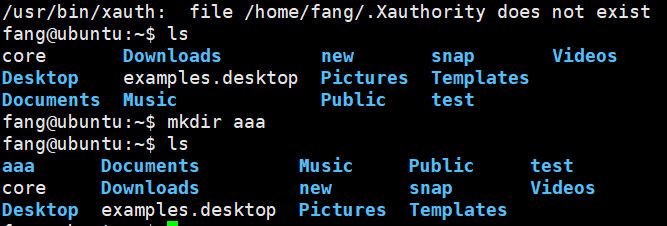 /usr/bin/xauth:  file /home/fang/.Xauthority does not exist
fang@ubuntu:~$ ls
core Downloads new snap Videos
Desktop examples.desktop Pictures Templates
Documents Music Public test
fang@ubuntu:~$ mkdir aaa
fang@ubuntu:~$ ls
aaa Documents Music Public test
core Downloads new snap Videos
Desktop examples.desktop Pictures Templates